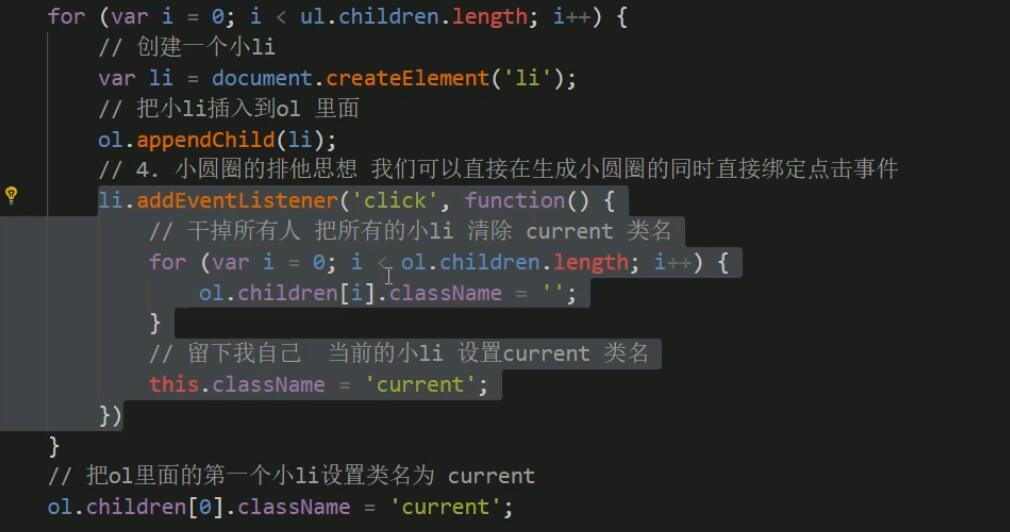 for (var i = 0; i < ul.children.length; i++) {
// 创建一个小li
var li = document.createElement('li');
// 把小li插入到ol 里面
ol.appendChild(li);
// 4. 小圆圈的排他思想 我们可以直接在生成小圆圈的同时直接绑定点击事件
li.addEventListener('click', function() {
// 干掉所有人 把所有的小li 清除 current 类名
for (var i = 0; i < ol.children.length; i++) {
ol.children[i].className = '';
}
// 留下我自己  当前的小li 设置current 类名
this.className = 'current';
})
}
// 把ol里面的第一个小li设置类名为 current
ol.children[0].className = 'current';